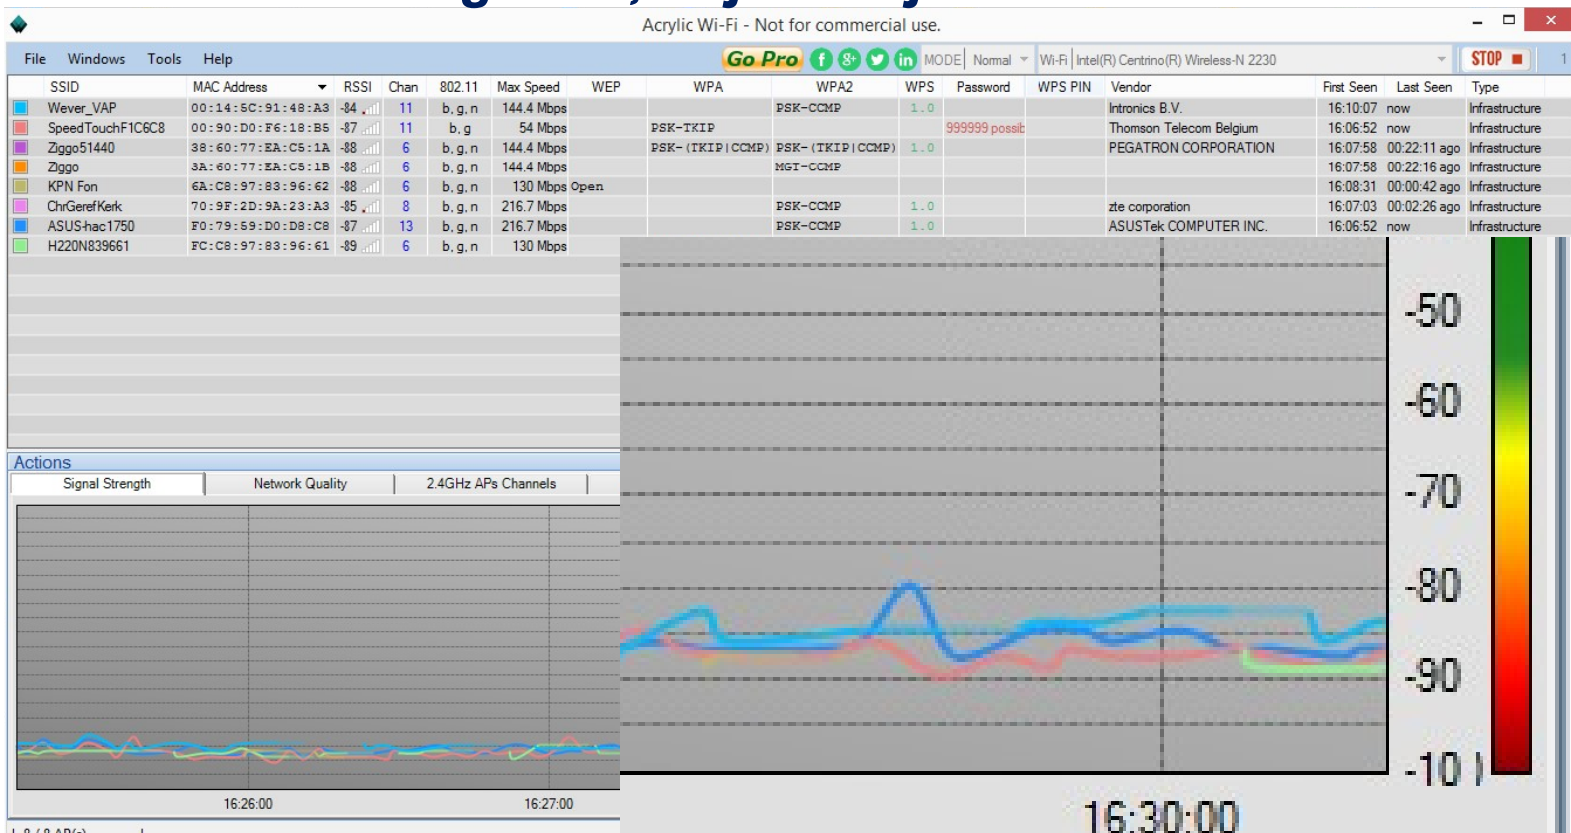 Acrylic Wi-Fi - Not for commercial use.
File Windows Tools Help Go Pro MODE Normal Wi-Fi Intel(R) Centrino(R) Wireless-N 2230 STOP 1
SSID MAC Address RSSI Chan 802.11 Max Speed WEP WPA WPA2 WPS Password WPS PIN Vendor First Seen Last Seen Type
Wever_VAP 00:14:5C:91:48:A3 -84 11 b, g, n 144.4 Mbps PSK-CCMP 1.0 Intronics B.V. 16:10:07 now Infrastructure
SpeedTouchF1C6C8 00:90:D0:F6:18:B5 -87 11 b, g 54 Mbps PSK-TKIP 999999 possib Thomson Telecom Belgium 16:06:52 now Infrastructure
Ziggo51440 38:60:77:EA:C5:1A -88 6 b, g, n 144.4 Mbps PSK-(TKIP|CCMP) PSK-(TKIP|CCMP) 1.0 PEGATRON CORPORATION 16:07:58 00:22:11 ago Infrastructure
Ziggo 3A:60:77:EA:C5:1B -88 6 b, g, n 144.4 Mbps MGT-CCMP 16:07:58 00:22:16 ago Infrastructure
KPN Fon 6A:C8:97:83:96:62 -88 6 b, g, n 130 Mbps Open 16:08:31 00:00:42 ago Infrastructure
ChrGerefKerk 70:9F:2D:9A:23:A3 -85 8 b, g, n 216.7 Mbps PSK-CCMP 1.0 zte corporation 16:07:03 00:02:26 ago Infrastructure
ASUS-hac1750 F0:79:59:D0:D8:C8 -87 13 b, g, n 216.7 Mbps PSK-CCMP 1.0 ASUSTek COMPUTER INC. 16:06:52 now Infrastructure
H220N839661 FC:C8:97:83:96:61 -89 6 b, g, n 130 Mbps
-50
-60
Actions
Signal Strength Network Quality 2.4GHz APs Channels
-70
-80
-90
-10
16:26:00 16:27:00
16:30:00